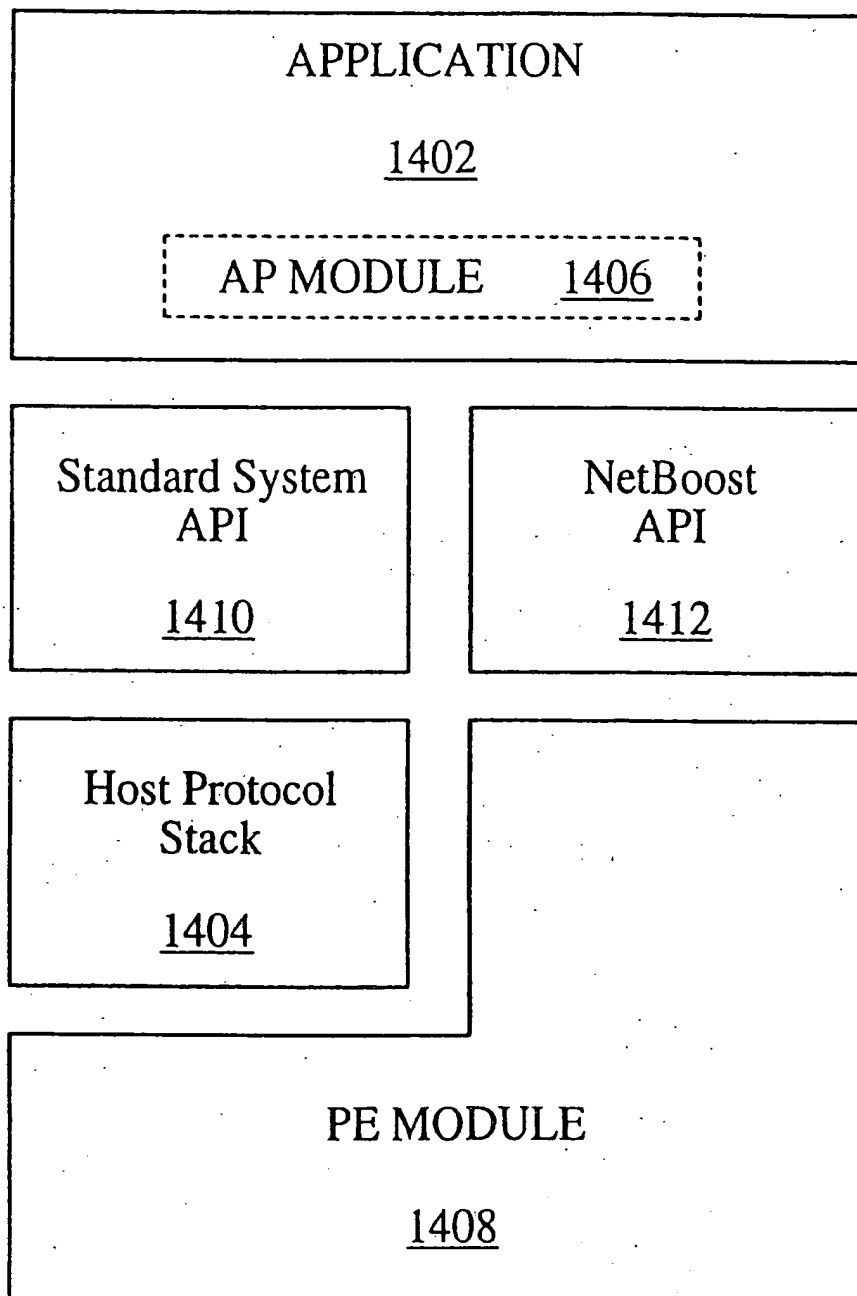 APPLICATION
1402
AP MODULE 1406
Standard System
API
1410
NetBoost
API
1412
Host Protocol
Stack
1404
PE MODULE
1408